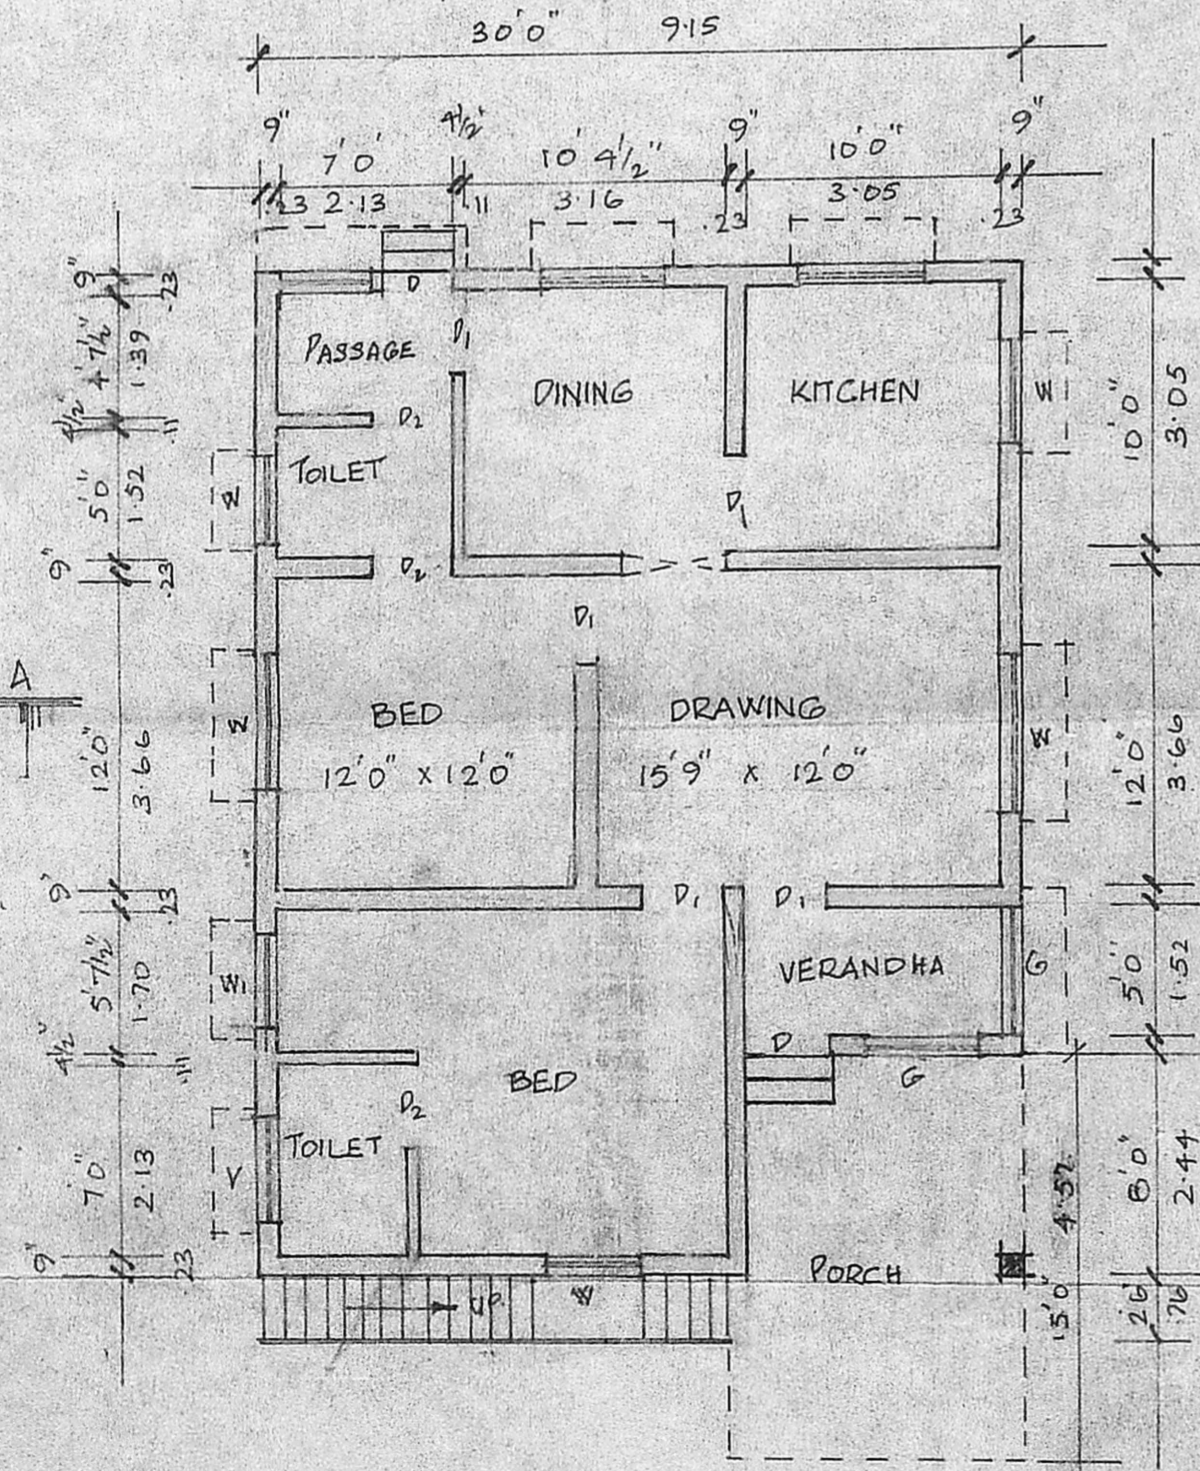 30'0" 9.15
9" 4½" 9" 9"
7'0' 10' 4½" 10'0"
.23 2.13 .11 3.16 .23 3.05 .23
9" .23
4'7½" 1.39
4½" .11
5'0" 1.52
9" .23
12'0" 3.66
9' .23
5'7½" 1.70
4½" .11
7'0" 2.13
9" .23
A
D
D1
PASSAGE
DINING
KITCHEN
W
D2
TOILET
D1
D2
D1
BED
12'0" x 12'0"
DRAWING
15'9" x 12'0"
W
W
D1 D1
W1
VERANDHA
G
D
G
BED
D2
TOILET
V
PORCH
UP.
W
10'0" 3.05
12'0" 3.66
5'0" 1.52
8'0" 2.44
2'6" .76
15'0" 4.57